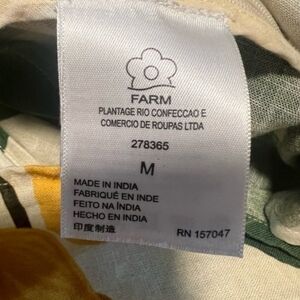 FARM
PLANTAGE RIO CONFECCAO E
COMERCIO DE ROUPAS LTDA
278365
M
MADE IN INDIA
FABRIQUÉ EN INDE
FEITO NA ÍNDIA
HECHO EN INDIA
印度制造
RN 157047